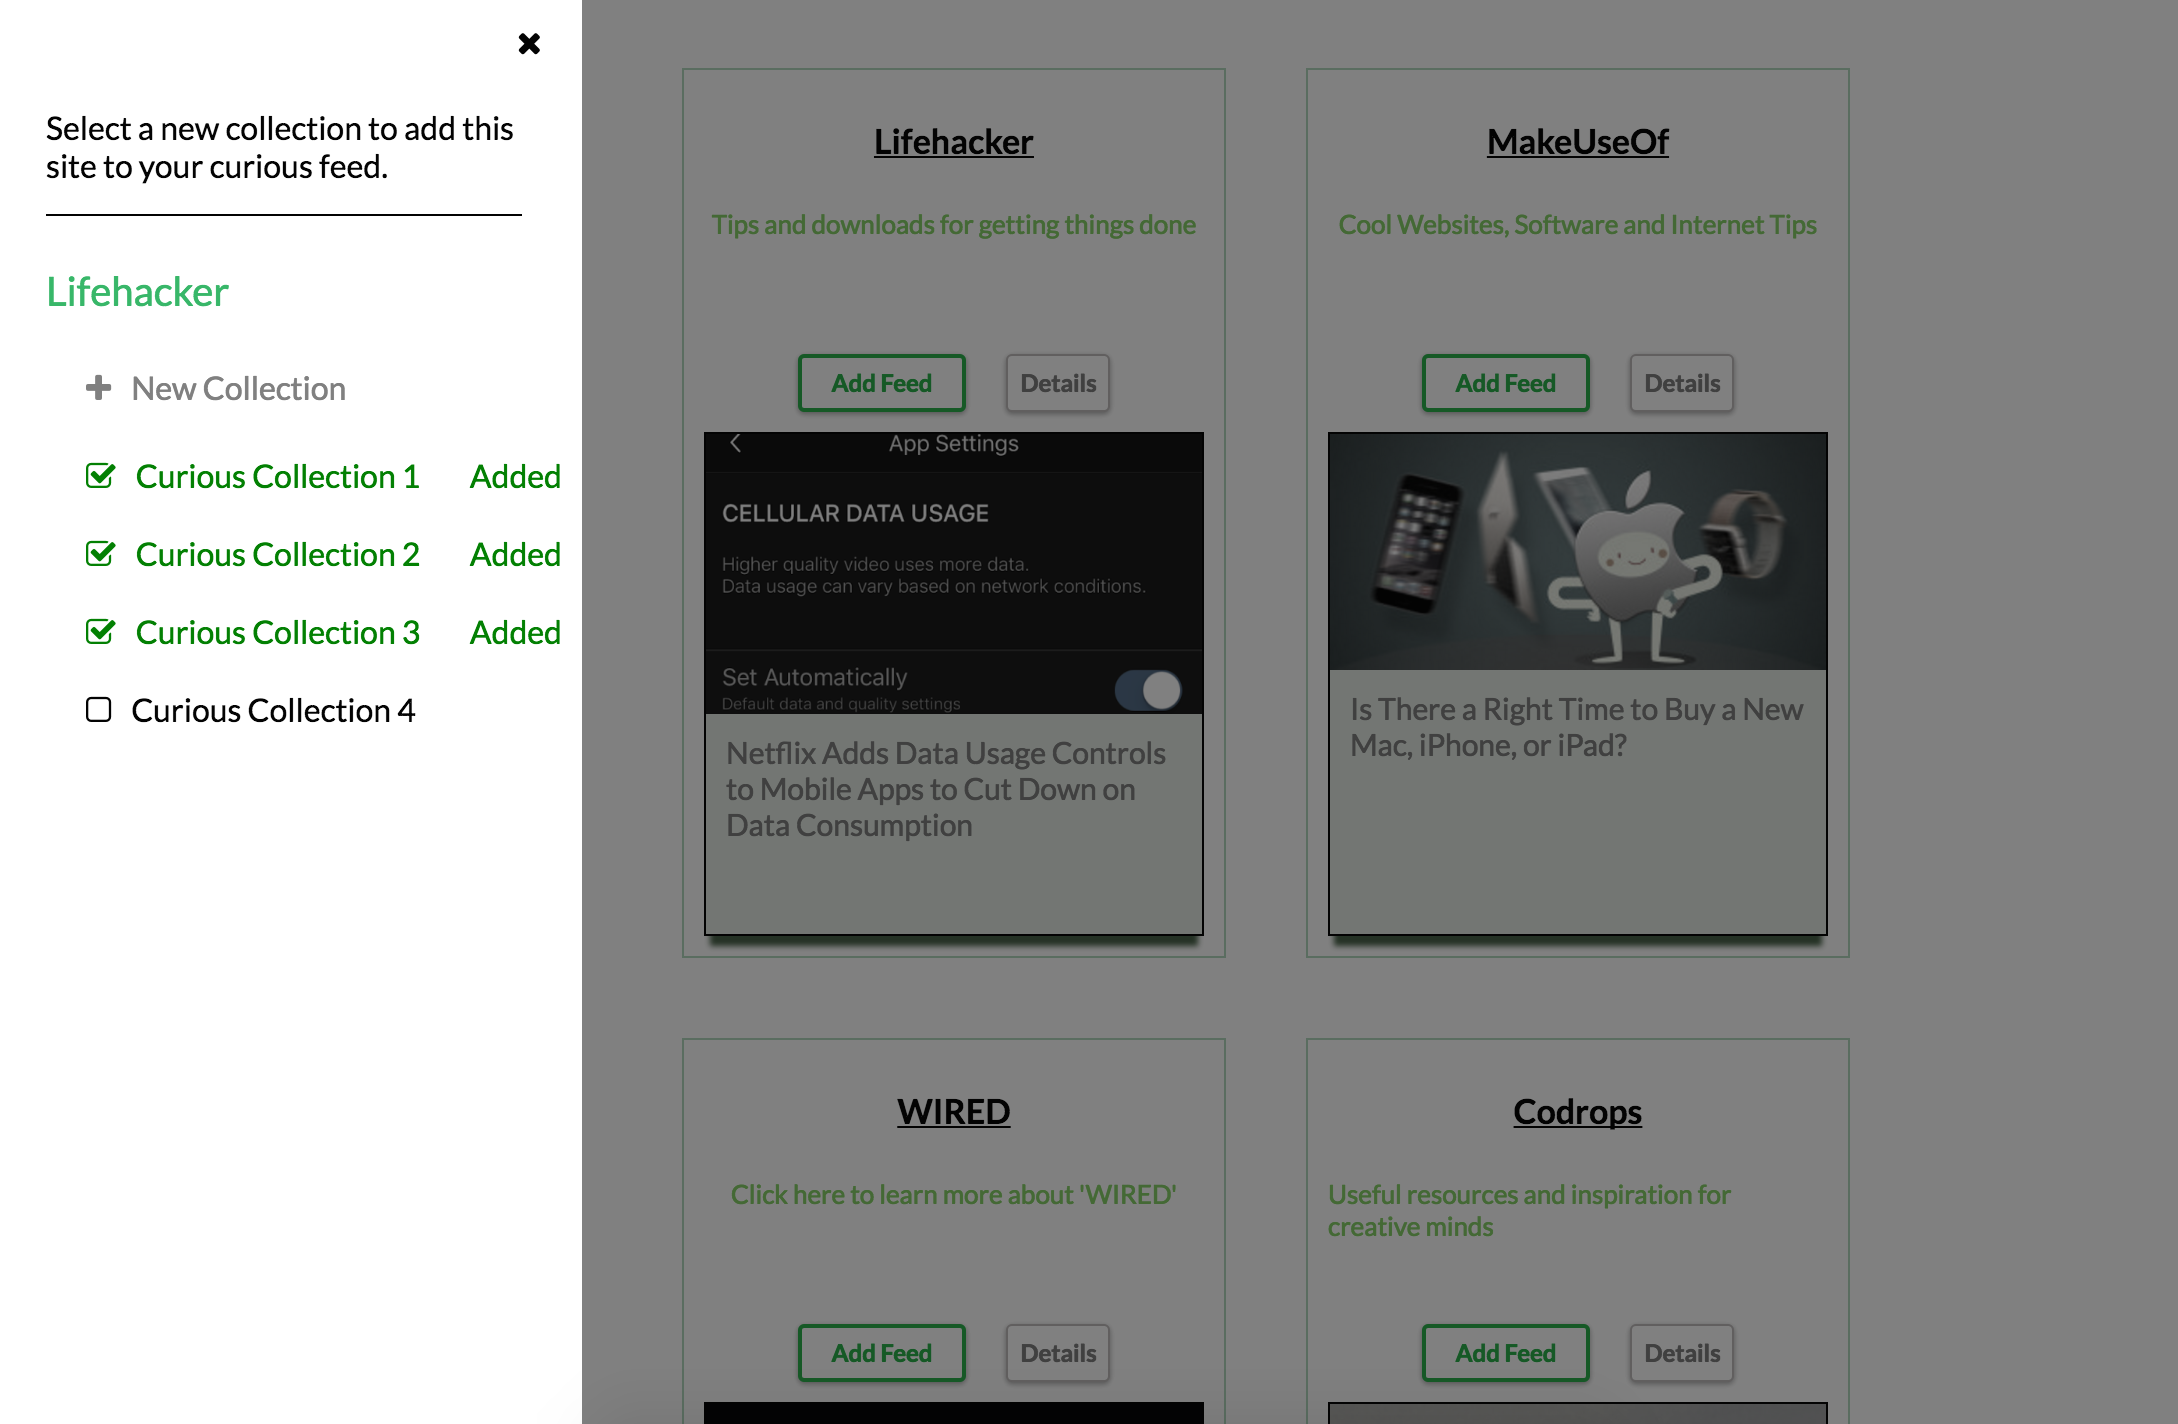 Select a new collection to add this
site to your curious feed.
Lifehacker
New Collection
Curious Collection 1 Added
Curious Collection 2 Added
Curious Collection 3 Added
Curious Collection 4
Lifehacker
Tips and downloads for getting things done
Add Feed Details
App Settings
CELLULAR DATA USAGE
Higher quality video uses more data.
Data usage can vary based on network conditions.
Set Automatically
Default data and quality settings
Netflix Adds Data Usage Controls
to Mobile Apps to Cut Down on
Data Consumption
MakeUseOf
Cool Websites, Software and Internet Tips
Add Feed Details
Is There a Right Time to Buy a New
Mac, iPhone, or iPad?
WIRED
Click here to learn more about 'WIRED'
Add Feed Details
Codrops
Useful resources and inspiration for
creative minds
Add Feed Details